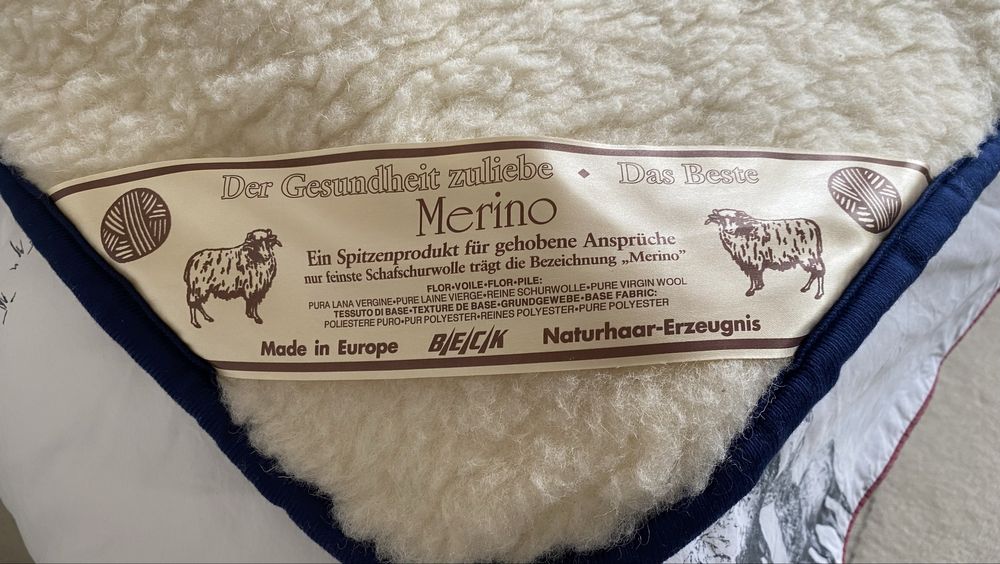 Der Gesundheit zuliebe ◆ Das Beste
Merino
Ein Spitzenprodukt für gehobene Ansprüche
nur feinste Schafschurwolle trägt die Bezeichnung „Merino”
FLOR·VOILE·FLOR·PILE:
PURA LANA VERGINE·PURE LAINE VIERGE·REINE SCHURWOLLE·PURE VIRGIN WOOL
TESSUTO DI BASE·TEXTURE DE BASE·GRUNDGEWEBE·BASE FABRIC:
POLIESTERE PURO·PUR POLYESTER·REINES POLYESTER·PURE POLYESTER
Made in Europe B/E/C/K Naturhaar-Erzeugnis